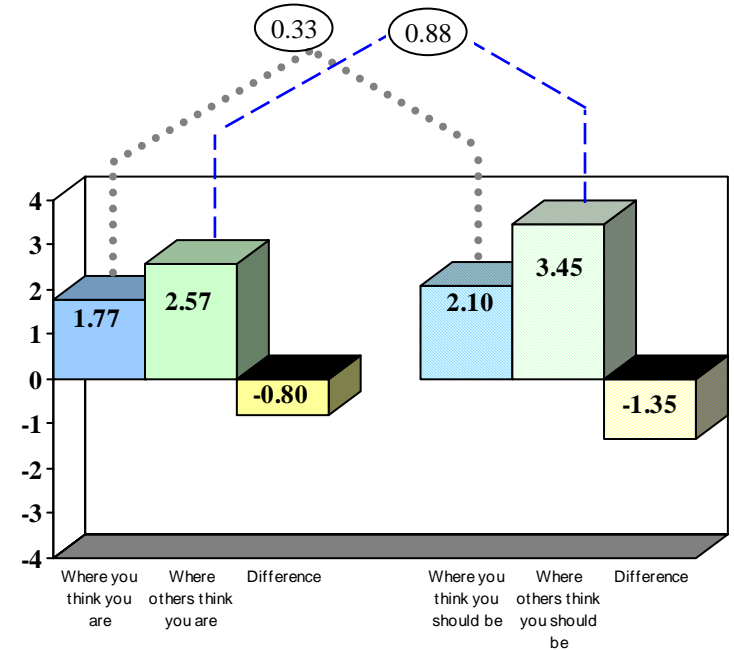 0.33
0.88
4
3
2
1
0
-1
-2
-3
-4
1.77
2.57
-0.80
2.10
3.45
-1.35
Where you
think you
are
Where
others think
you are
Difference
Where you
think you
should be
Where
others think
you should
be
Difference